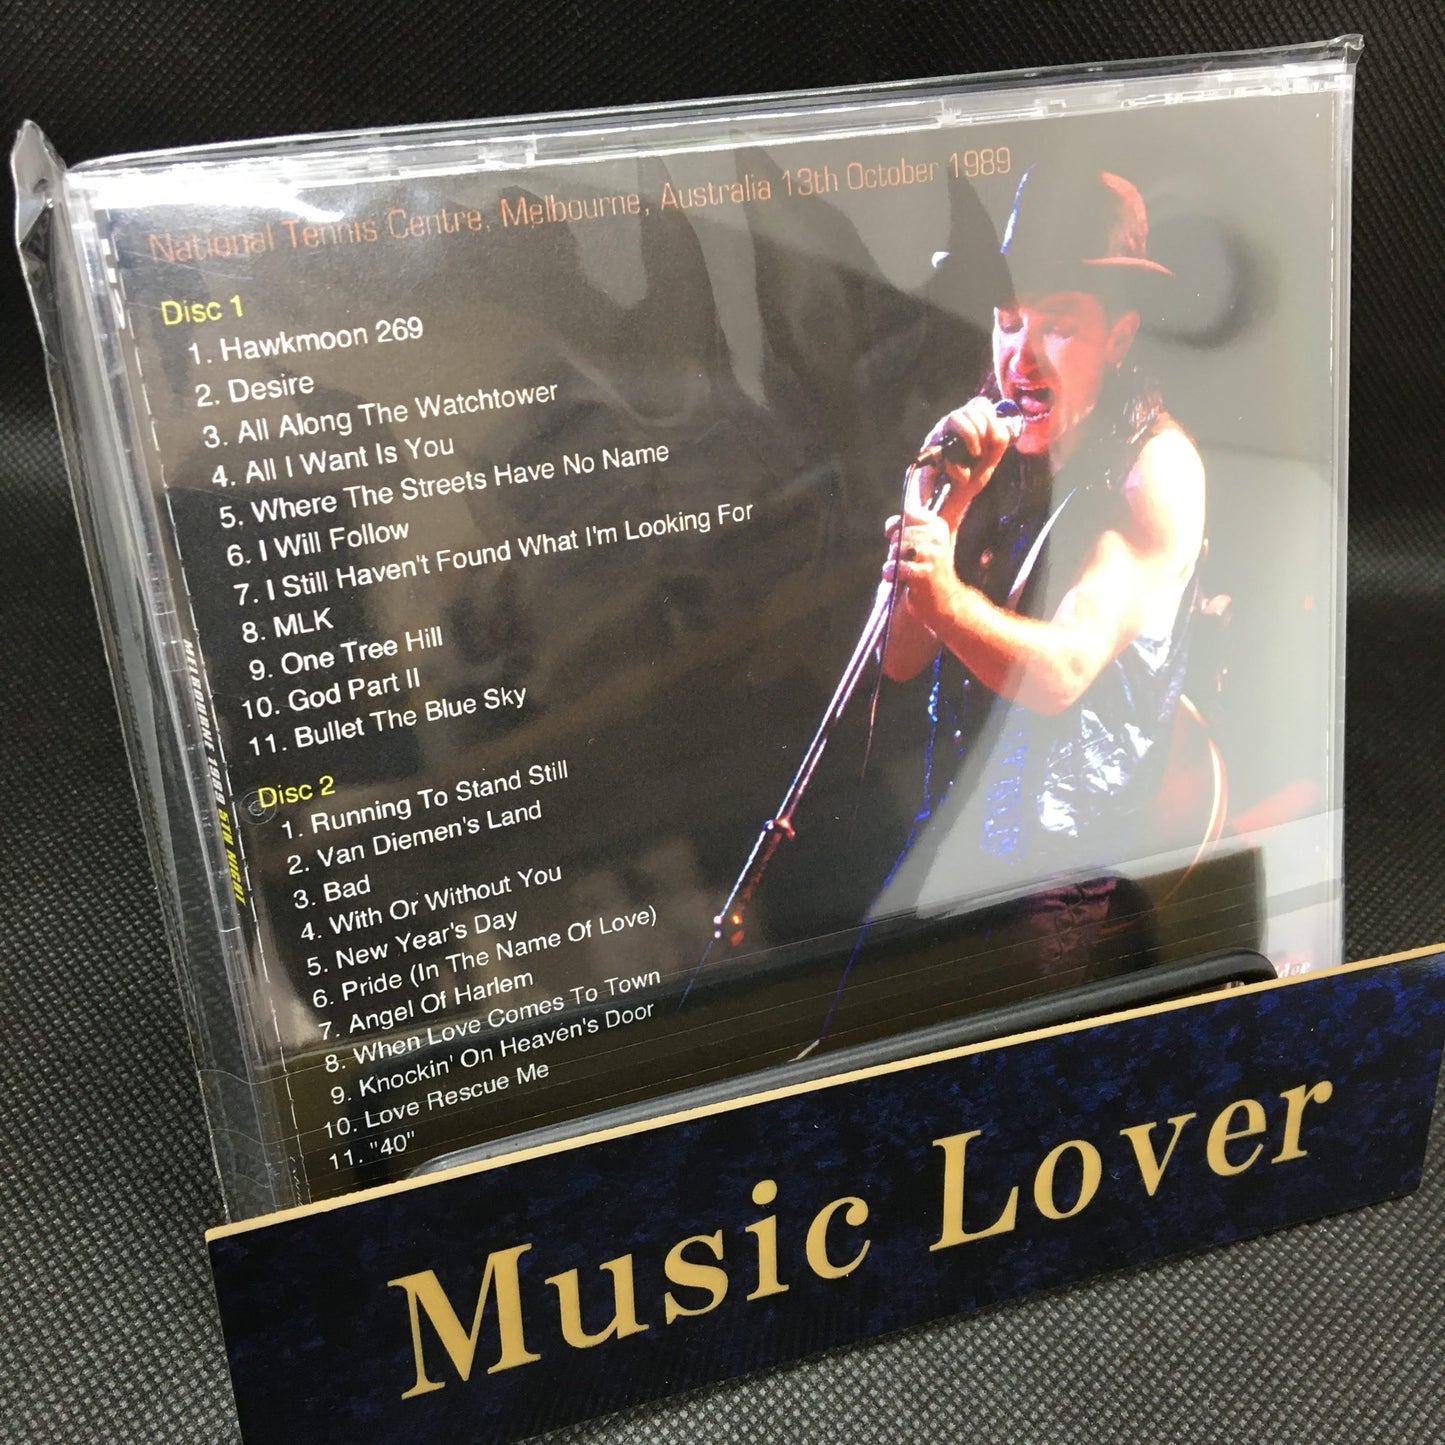 National Tennis Centre, Melbourne, Australia 13th October 1989
Disc 1
1. Hawkmoon 269
2. Desire
3. All Along The Watchtower
4. All I Want Is You
5. Where The Streets Have No Name
6. I Will Follow
7. I Still Haven't Found What I'm Looking For
8. MLK
9. One Tree Hill
10. God Part II
11. Bullet The Blue Sky
Disc 2
1. Running To Stand Still
2. Van Diemen's Land
3. Bad
4. With Or Without You
5. New Year's Day
6. Pride (In The Name Of Love)
7. Angel Of Harlem
8. When Love Comes To Town
9. Knockin' On Heaven's Door
10. Love Rescue Me
11. "40"
MELBOURNE 1989 5TH NIGHT
Music Lover